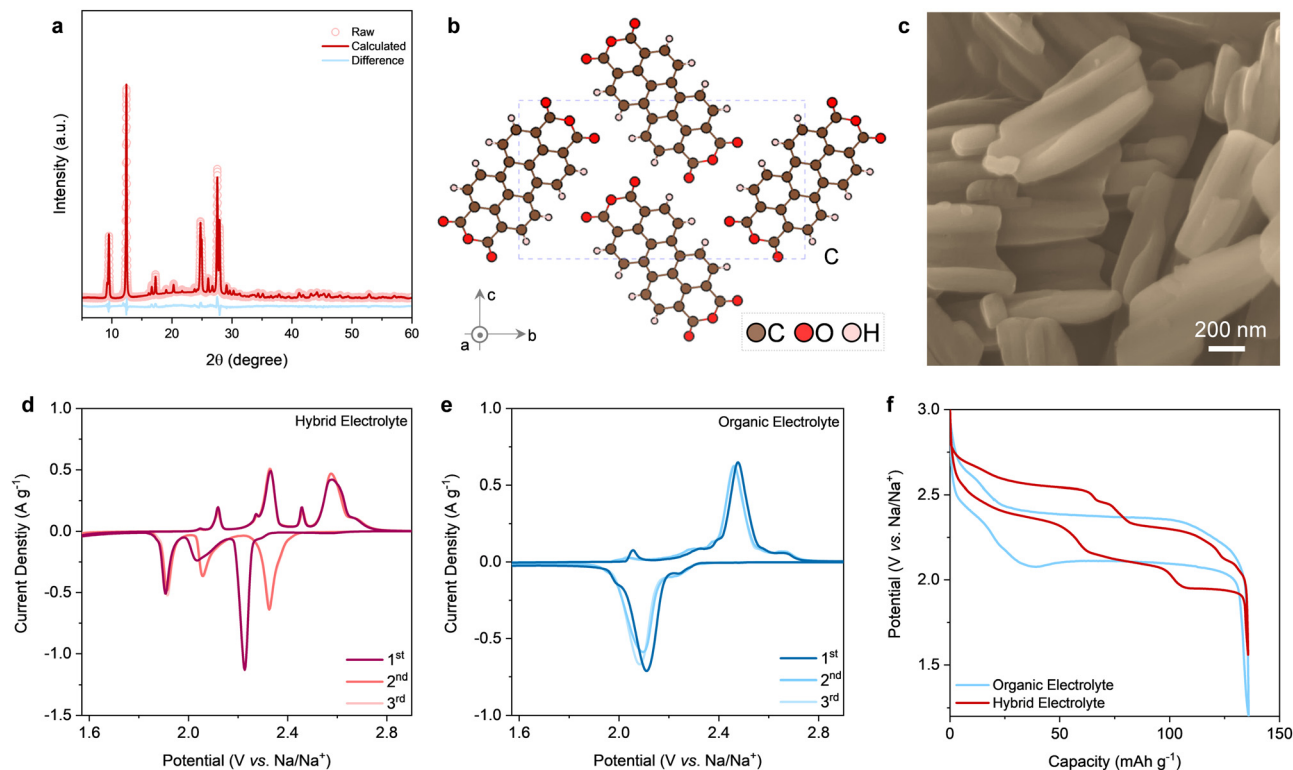 a
Raw
Calculated
Difference
Intensity (a.u.)
10 20 30 40 50 60
2θ (degree)
b
C
c
a
b
C O H
c
200 nm
d
Hybrid Electrolyte
1.0
0.5
0.0
-0.5
-1.0
-1.5
Current Denstiy (A g⁻¹)
1st
2nd
3rd
1.6 2.0 2.4 2.8
Potential (V vs. Na/Na⁺)
e
Organic Electrolyte
1.0
0.5
0.0
-0.5
-1.0
Current Density (A g⁻¹)
1st
2nd
3rd
1.6 2.0 2.4 2.8
Potential (V vs. Na/Na⁺)
f
3.0
2.5
2.0
1.5
Potential (V vs. Na/Na⁺)
Organic Electrolyte
Hybrid Electrolyte
0 50 100 150
Capacity (mAh g⁻¹)